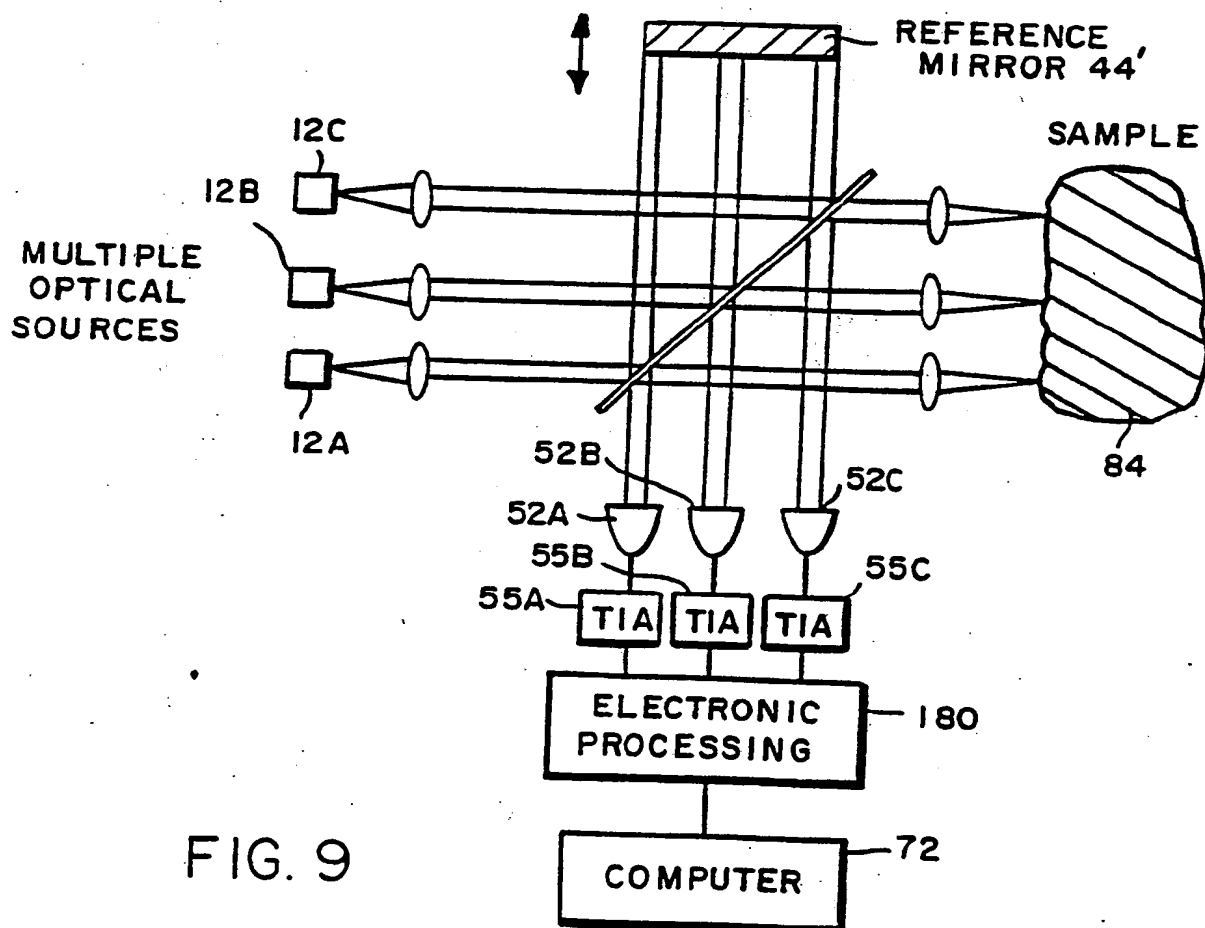 REFERENCE
MIRROR 44'
SAMPLE
12C
12B
MULTIPLE
OPTICAL
SOURCES
12A
84
52B
52C
52A
55B
55C
55A
TIA
TIA
TIA
ELECTRONIC
PROCESSING
180
FIG. 9
COMPUTER
72